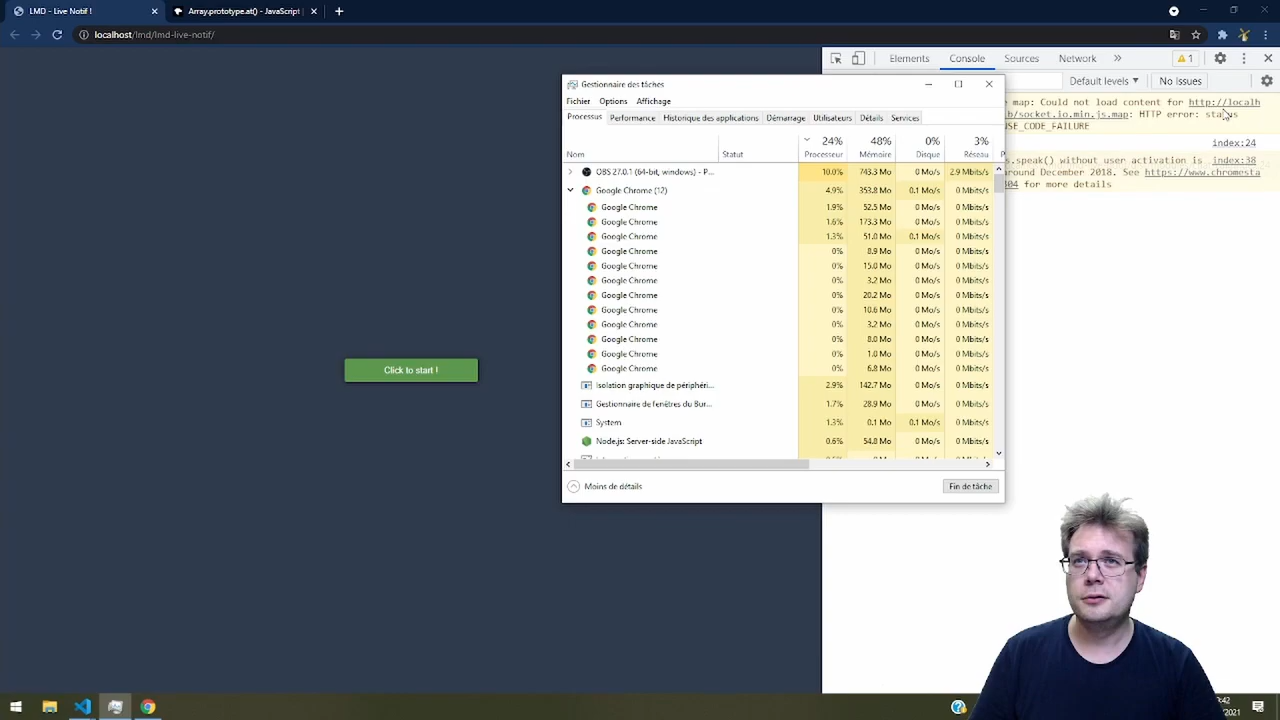 LMD - Live Notif !
Array.prototype.at() - JavaScript |
localhost/lmd/lmd-live-notif/
Elements
Console
Sources
Network
1
Default levels
No Issues
map: Could not load content for http://localh
b/socket.io.min.js.map: HTTP error: status
SE_CODE_FAILURE
index:24
s.speak() without user activation is
index:38
round December 2018. See https://www.chromesta
for more details
Gestionnaire des tâches
Fichier Options Affichage
Processus Performance Historique des applications Démarrage Utilisateurs Détails Services
24% 48% 0% 3%
Nom Statut Processeur Mémoire Disque Réseau
OBS 27.0.1 (64-bit, windows) - P... 10.0% 743.3 Mo 0 Mo/s 2.9 Mbits/s
Google Chrome (12) 4.9% 353.8 Mo 0.1 Mo/s 0 Mbits/s
Google Chrome 1.9% 52.5 Mo 0 Mo/s 0 Mbits/s
Google Chrome 1.6% 173.3 Mo 0 Mo/s 0 Mbits/s
Google Chrome 1.3% 51.0 Mo 0.1 Mo/s 0 Mbits/s
Google Chrome 0% 8.9 Mo 0 Mo/s 0 Mbits/s
Google Chrome 0% 15.0 Mo 0 Mo/s 0 Mbits/s
Google Chrome 0% 3.2 Mo 0 Mo/s 0 Mbits/s
Google Chrome 0% 20.2 Mo 0 Mo/s 0 Mbits/s
Google Chrome 0% 10.6 Mo 0 Mo/s 0 Mbits/s
Google Chrome 0% 3.2 Mo 0 Mo/s 0 Mbits/s
Google Chrome 0% 8.0 Mo 0 Mo/s 0 Mbits/s
Google Chrome 0% 1.0 Mo 0 Mo/s 0 Mbits/s
Google Chrome 0% 6.8 Mo 0 Mo/s 0 Mbits/s
Isolation graphique de périphéri... 2.9% 142.7 Mo 0 Mo/s 0 Mbits/s
Gestionnaire de fenêtres du Bur... 1.7% 28.9 Mo 0 Mo/s 0 Mbits/s
System 1.3% 0.1 Mo 0.1 Mo/s 0 Mbits/s
Node.js: Server-side JavaScript 0.6% 54.8 Mo 0 Mo/s 0 Mbits/s
Moins de détails
Fin de tâche
Click to start !
:42
2021